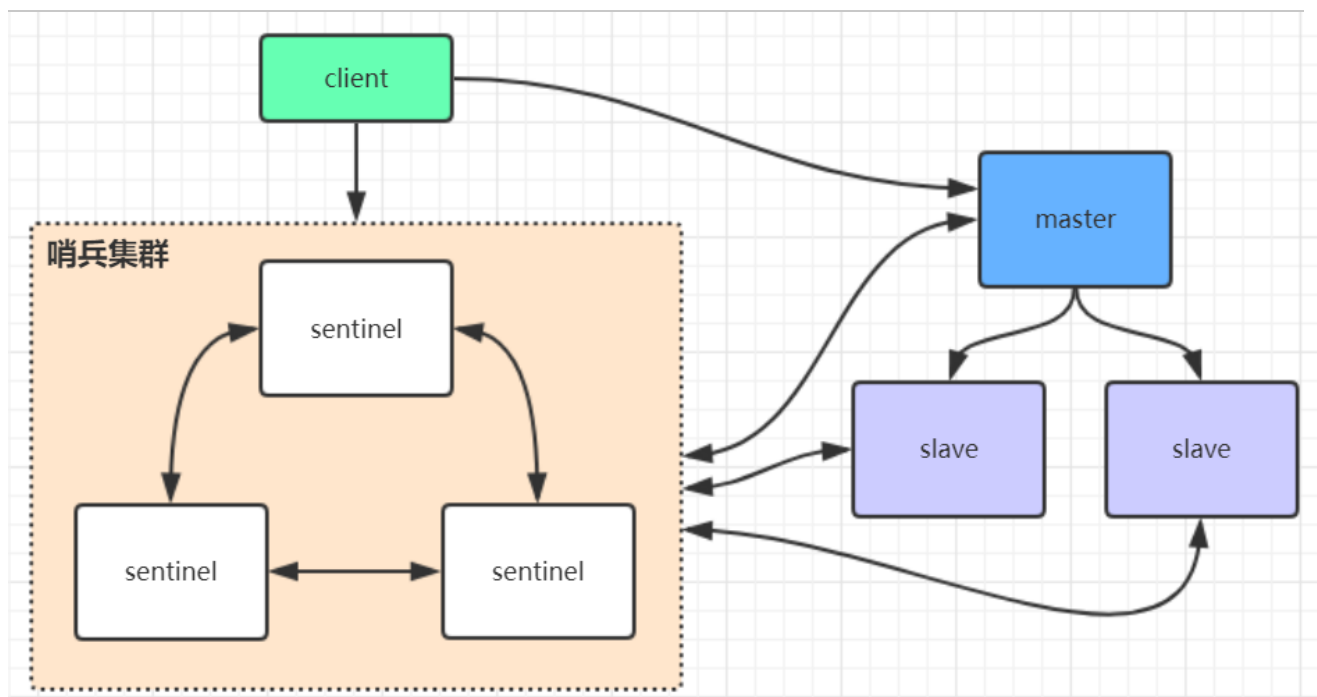 client
master
哨兵集群
sentinel
slave
slave
sentinel
sentinel